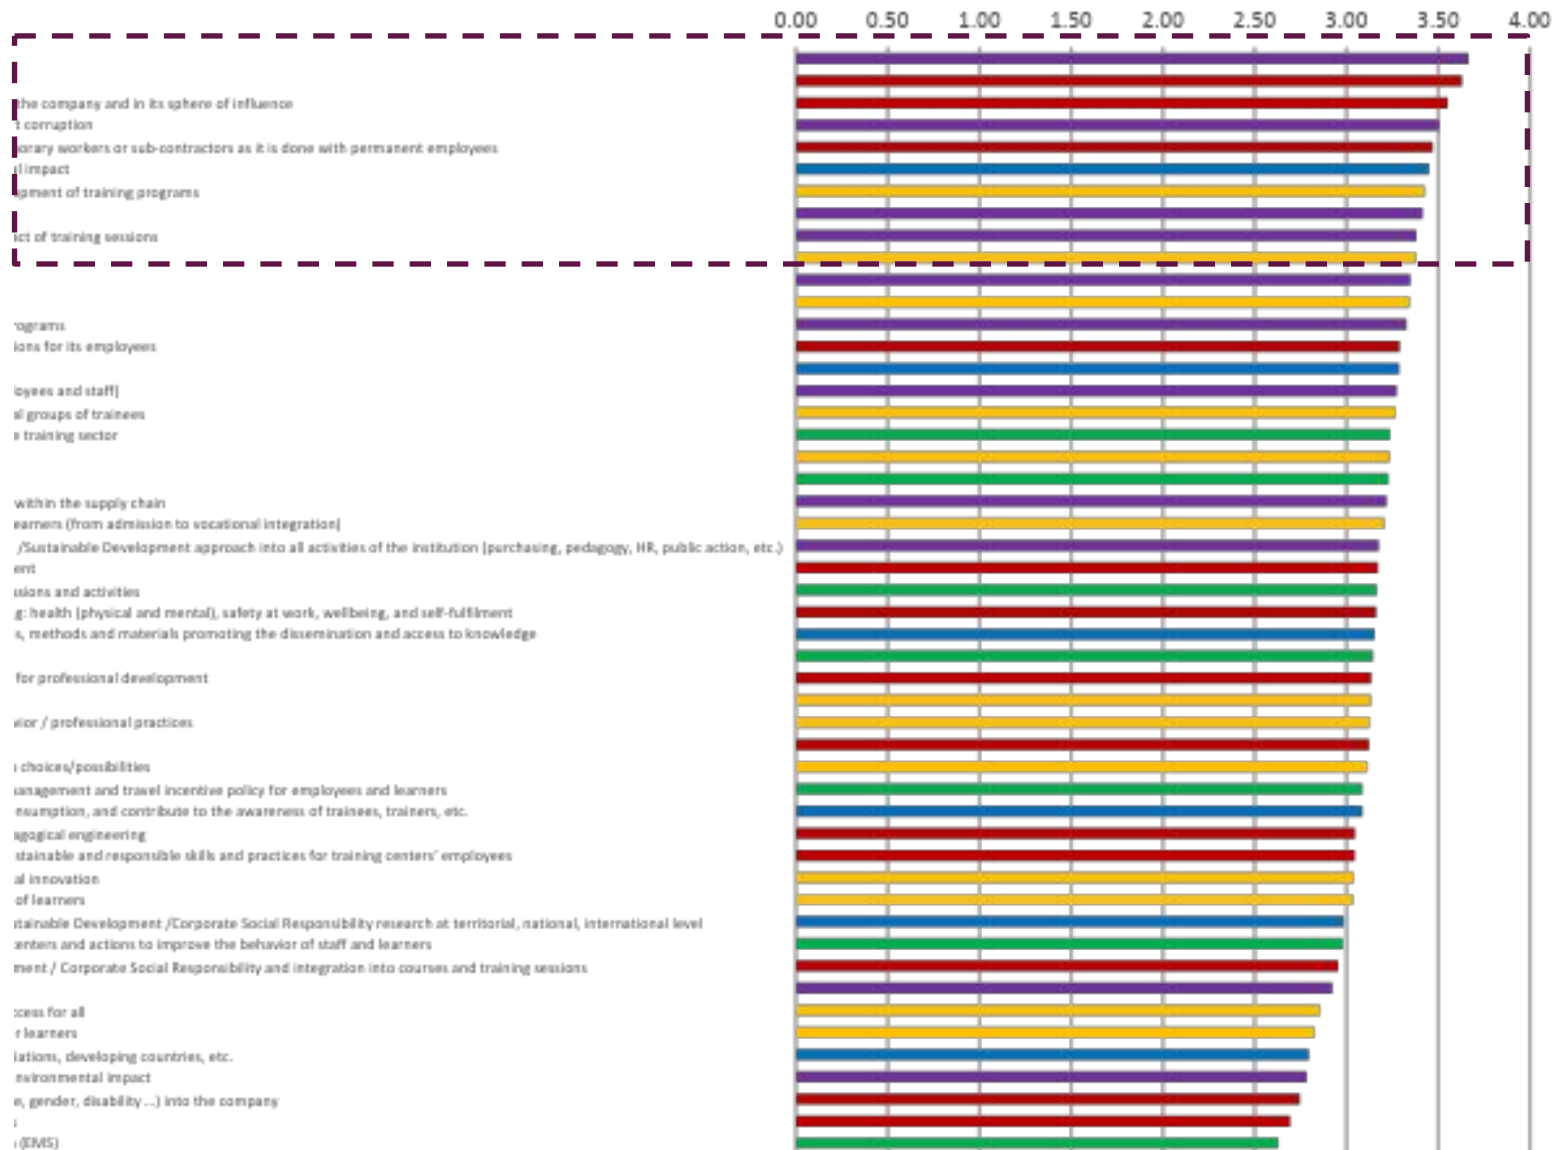 0.00 0.50 1.00 1.50 2.00 2.50 3.00 3.50 4.00
the company and in its sphere of influence
t corruption
orary workers or sub-contractors as it is done with permanent employees
l impact
pment of training programs
act of training sessions
rograms
ions for its employees
loyees and staff)
al groups of trainees
e training sector
within the supply chain
earners (from admission to vocational integration)
/Sustainable Development approach into all activities of the institution (purchasing, pedagogy, HR, public action, etc.)
ent
ssions and activities
g: health (physical and mental), safety at work, wellbeing, and self-fulfilment
s, methods and materials promoting the dissemination and access to knowledge
for professional development
vior / professional practices
choices/possibilities
anagement and travel incentive policy for employees and learners
nsumption, and contribute to the awareness of trainees, trainers, etc.
agogical engineering
stainable and responsible skills and practices for training centers' employees
al innovation
of learners
stainable Development /Corporate Social Responsibility research at territorial, national, international level
centers and actions to improve the behavior of staff and learners
ment / Corporate Social Responsibility and integration into courses and training sessions
ccess for all
r learners
iations, developing countries, etc.
nvironmental impact
e, gender, disability ...) into the company
(EMS)